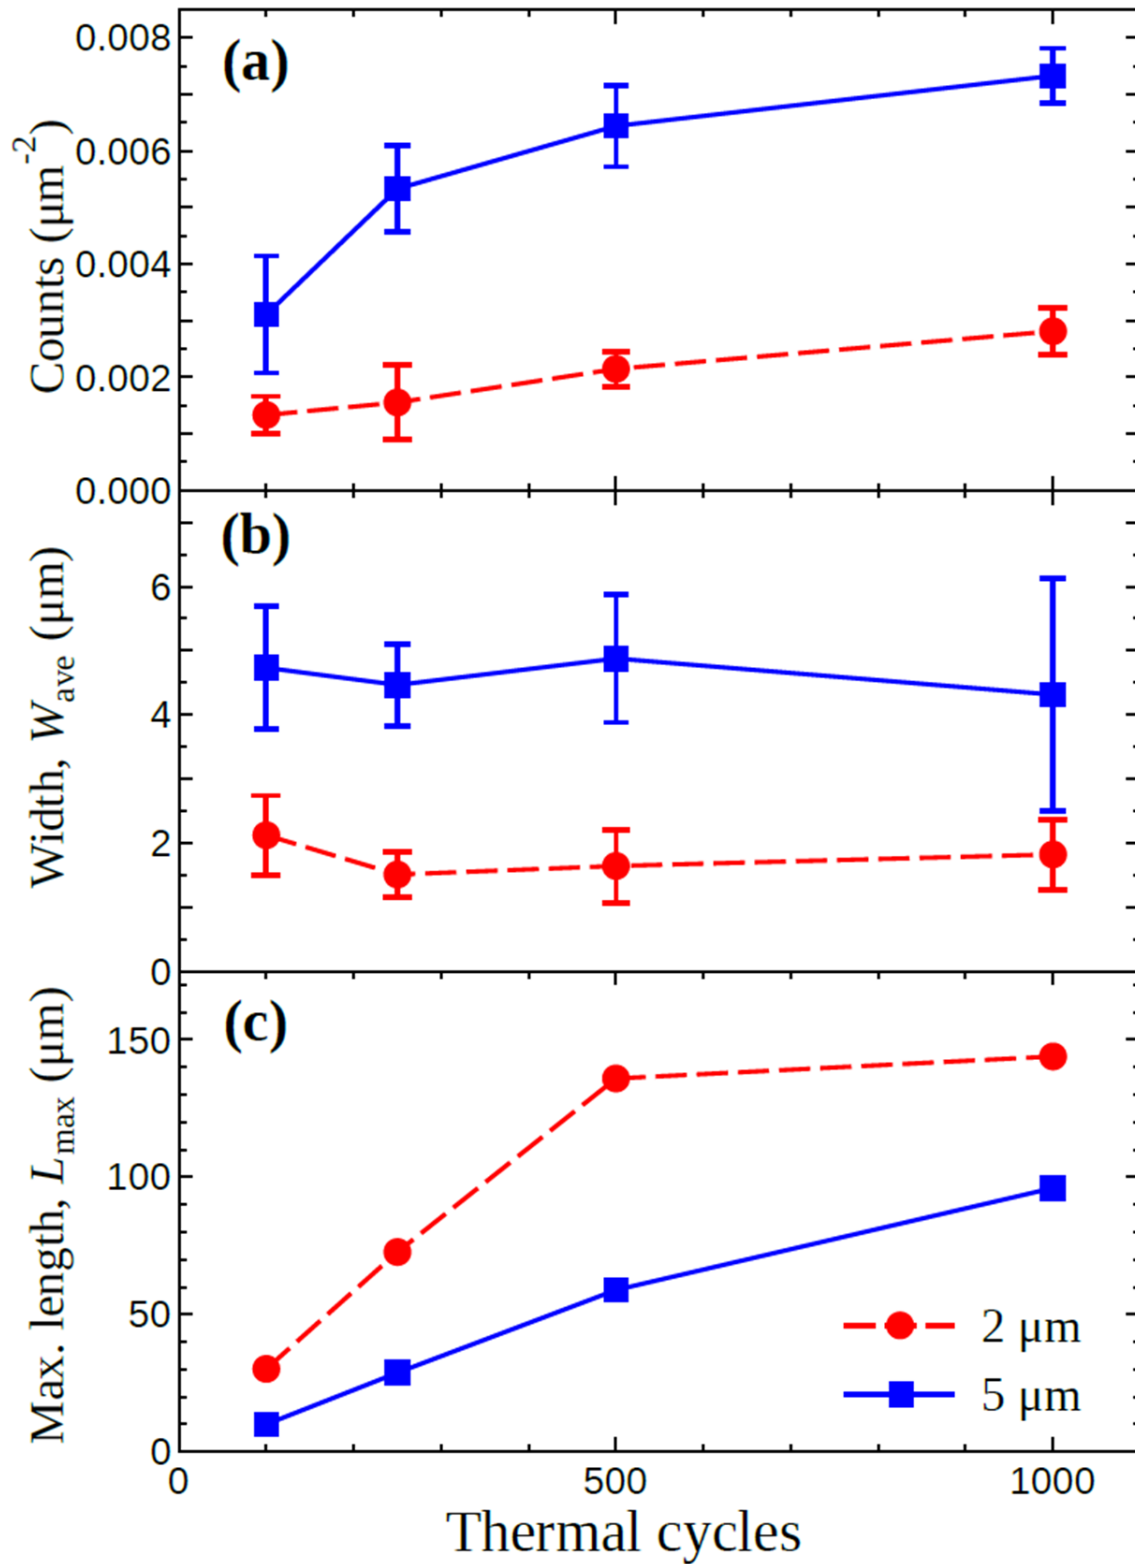 (a)
Counts (μm-2)
0.008
0.006
0.004
0.002
0.000
(b)
Width, Wave (μm)
6
4
2
0
(c)
Max. length, Lmax (μm)
150
100
50
0
2 μm
5 μm
0 500 1000
Thermal cycles